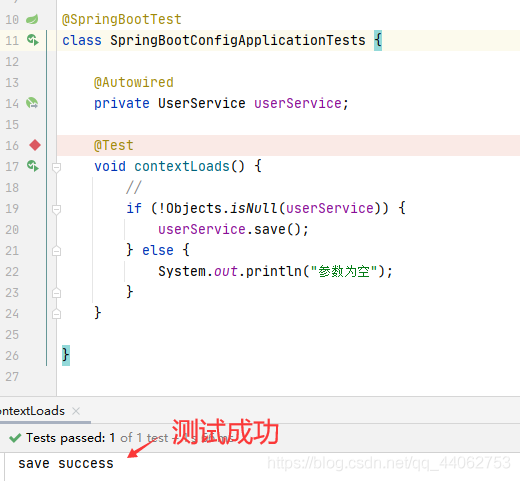 10 @SpringBootTest
11 class SpringBootConfigApplicationTests {
12
13 @Autowired
14 private UserService userService;
15
16 @Test
17 void contextLoads() {
18 //
19 if (!Objects.isNull(userService)) {
20 userService.save();
21 } else {
22 System.out.println("参数为空");
23 }
24 }
25
26 }
27
ontextLoads ×
Tests passed: 1 of 1 test –
测试成功
save success
https://blog.csdn.net/qq_44062753